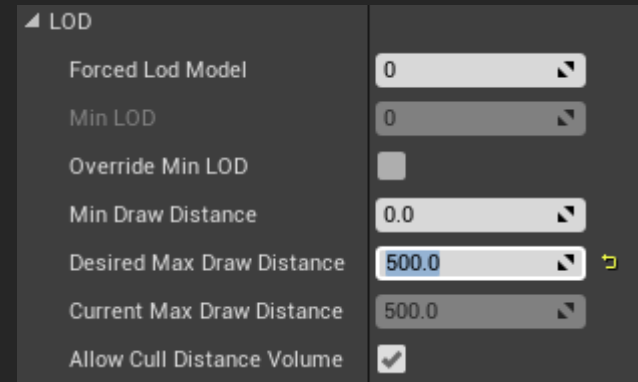 LOD
Forced Lod Model 0
Min LOD 0
Override Min LOD
Min Draw Distance 0.0
Desired Max Draw Distance 500.0
Current Max Draw Distance 500.0
Allow Cull Distance Volume